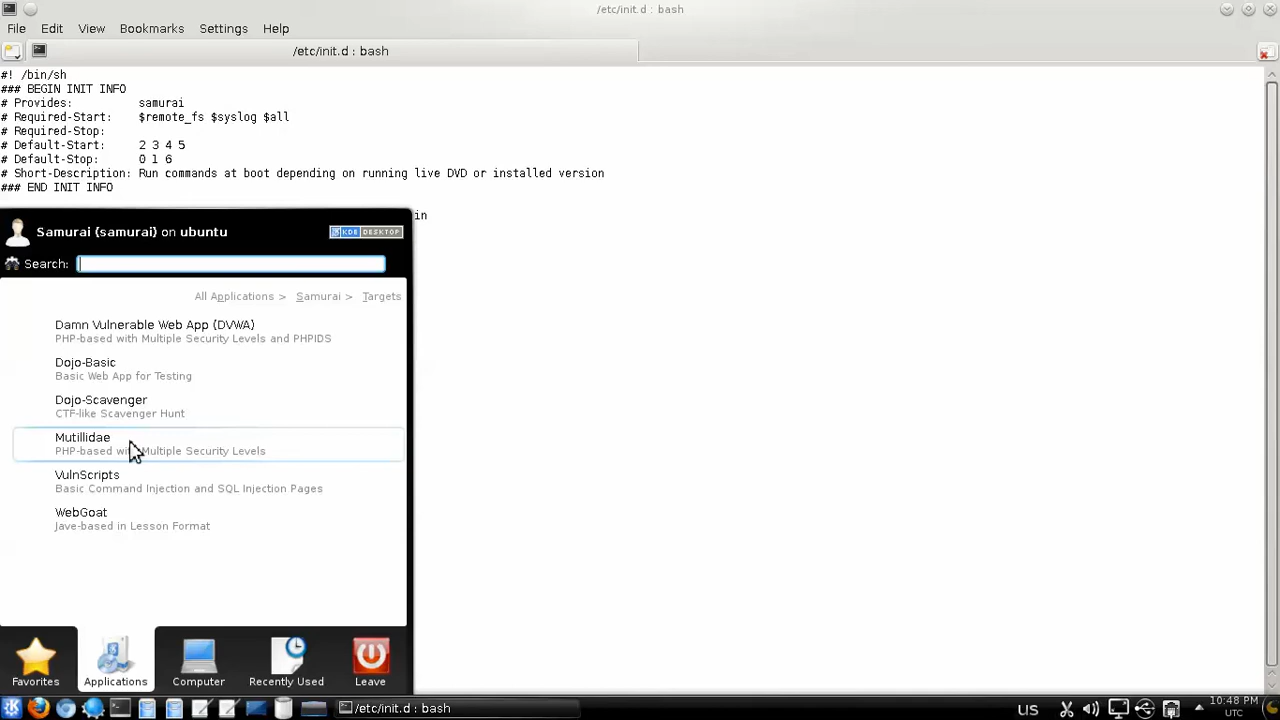 /etc/init.d : bash
File Edit View Bookmarks Settings Help
/etc/init.d : bash
#! /bin/sh
### BEGIN INIT INFO
# Provides: samurai
# Required-Start: $remote_fs $syslog $all
# Required-Stop:
# Default-Start: 2 3 4 5
# Default-Stop: 0 1 6
# Short-Description: Run commands at boot depending on running live DVD or installed version
### END INIT INFO
in
Samurai (samurai) on ubuntu
KDE DESKTOP
Search:
All Applications > Samurai > Targets
Damn Vulnerable Web App (DVWA)
PHP-based with Multiple Security Levels and PHPIDS
Dojo-Basic
Basic Web App for Testing
Dojo-Scavenger
CTF-like Scavenger Hunt
Mutillidae
PHP-based with Multiple Security Levels
VulnScripts
Basic Command Injection and SQL Injection Pages
WebGoat
Jave-based in Lesson Format
Favorites Applications Computer Recently Used Leave
/etc/init.d : bash
US
10:48 PM
UTC